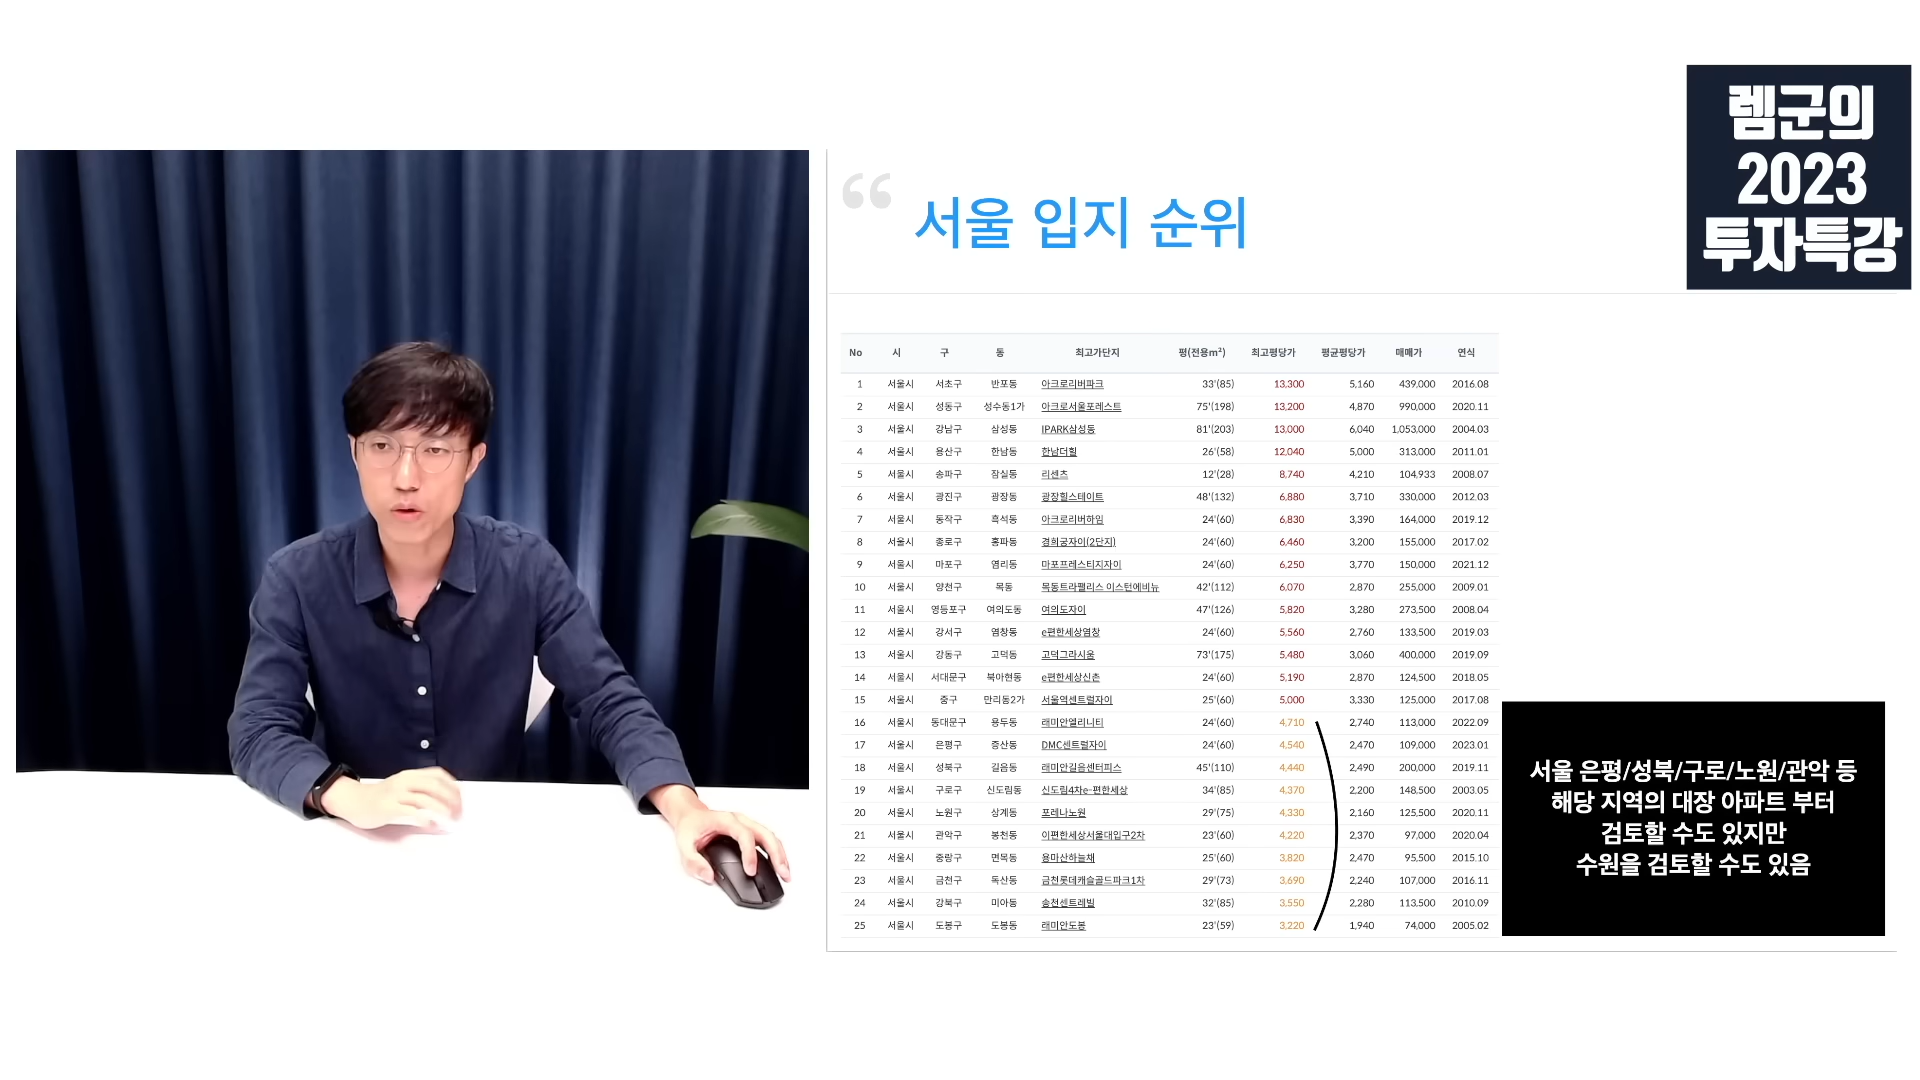 렘군의
2023
투자특강
“ 서울 입지 순위
No 시 구 동 최고가단지 평(전용m²) 최고평당가 평균평당가 매매가 연식
1 서울시 서초구 반포동 아크로리버파크 33'(85) 13,300 5,160 439,000 2016.08
2 서울시 성동구 성수동1가 아크로서울포레스트 75'(198) 13,200 4,870 990,000 2020.11
3 서울시 강남구 삼성동 IPARK삼성동 81'(203) 13,000 6,040 1,053,000 2004.03
4 서울시 용산구 한남동 한남더힐 26'(58) 12,040 5,000 313,000 2011.01
5 서울시 송파구 잠실동 리센츠 12'(28) 8,740 4,210 104,933 2008.07
6 서울시 광진구 광장동 광장힐스테이트 48'(132) 6,880 3,710 330,000 2012.03
7 서울시 동작구 흑석동 아크로리버하임 24'(60) 6,830 3,390 164,000 2019.12
8 서울시 종로구 홍파동 경희궁자이(2단지) 24'(60) 6,460 3,200 155,000 2017.02
9 서울시 마포구 염리동 마포프레스티지자이 24'(60) 6,250 3,770 150,000 2021.12
10 서울시 양천구 목동 목동트라팰리스 이스턴에비뉴 42'(112) 6,070 2,870 255,000 2009.01
11 서울시 영등포구 여의도동 여의도자이 47'(126) 5,820 3,280 273,500 2008.04
12 서울시 강서구 염창동 e편한세상염창 24'(60) 5,560 2,760 133,500 2019.03
13 서울시 강동구 고덕동 고덕그라시움 73'(175) 5,480 3,060 400,000 2019.09
14 서울시 서대문구 북아현동 e편한세상신촌 24'(60) 5,190 2,870 124,500 2018.05
15 서울시 중구 만리동2가 서울역센트럴자이 25'(60) 5,000 3,330 125,000 2017.08
16 서울시 동대문구 용두동 래미안엘리니티 24'(60) 4,710 2,740 113,000 2022.09
17 서울시 은평구 증산동 DMC센트럴자이 24'(60) 4,540 2,470 109,000 2023.01
18 서울시 성북구 길음동 래미안길음센터피스 45'(110) 4,440 2,490 200,000 2019.11
19 서울시 구로구 신도림동 신도림4차e-편한세상 34'(85) 4,370 2,200 148,500 2003.05
20 서울시 노원구 상계동 포레나노원 29'(75) 4,330 2,160 125,500 2020.11
21 서울시 관악구 봉천동 이편한세상서울대입구2차 23'(60) 4,220 2,370 97,000 2020.04
22 서울시 중랑구 면목동 용마산하늘채 25'(60) 3,820 2,470 95,500 2015.10
23 서울시 금천구 독산동 금천롯데캐슬골드파크1차 29'(73) 3,690 2,240 107,000 2016.11
24 서울시 강북구 미아동 송천센트레빌 32'(85) 3,550 2,280 113,500 2010.09
25 서울시 도봉구 도봉동 래미안도봉 23'(59) 3,220 1,940 74,000 2005.02
서울 은평/성북/구로/노원/관악 등
해당 지역의 대장 아파트 부터
검토할 수도 있지만
수원을 검토할 수도 있음